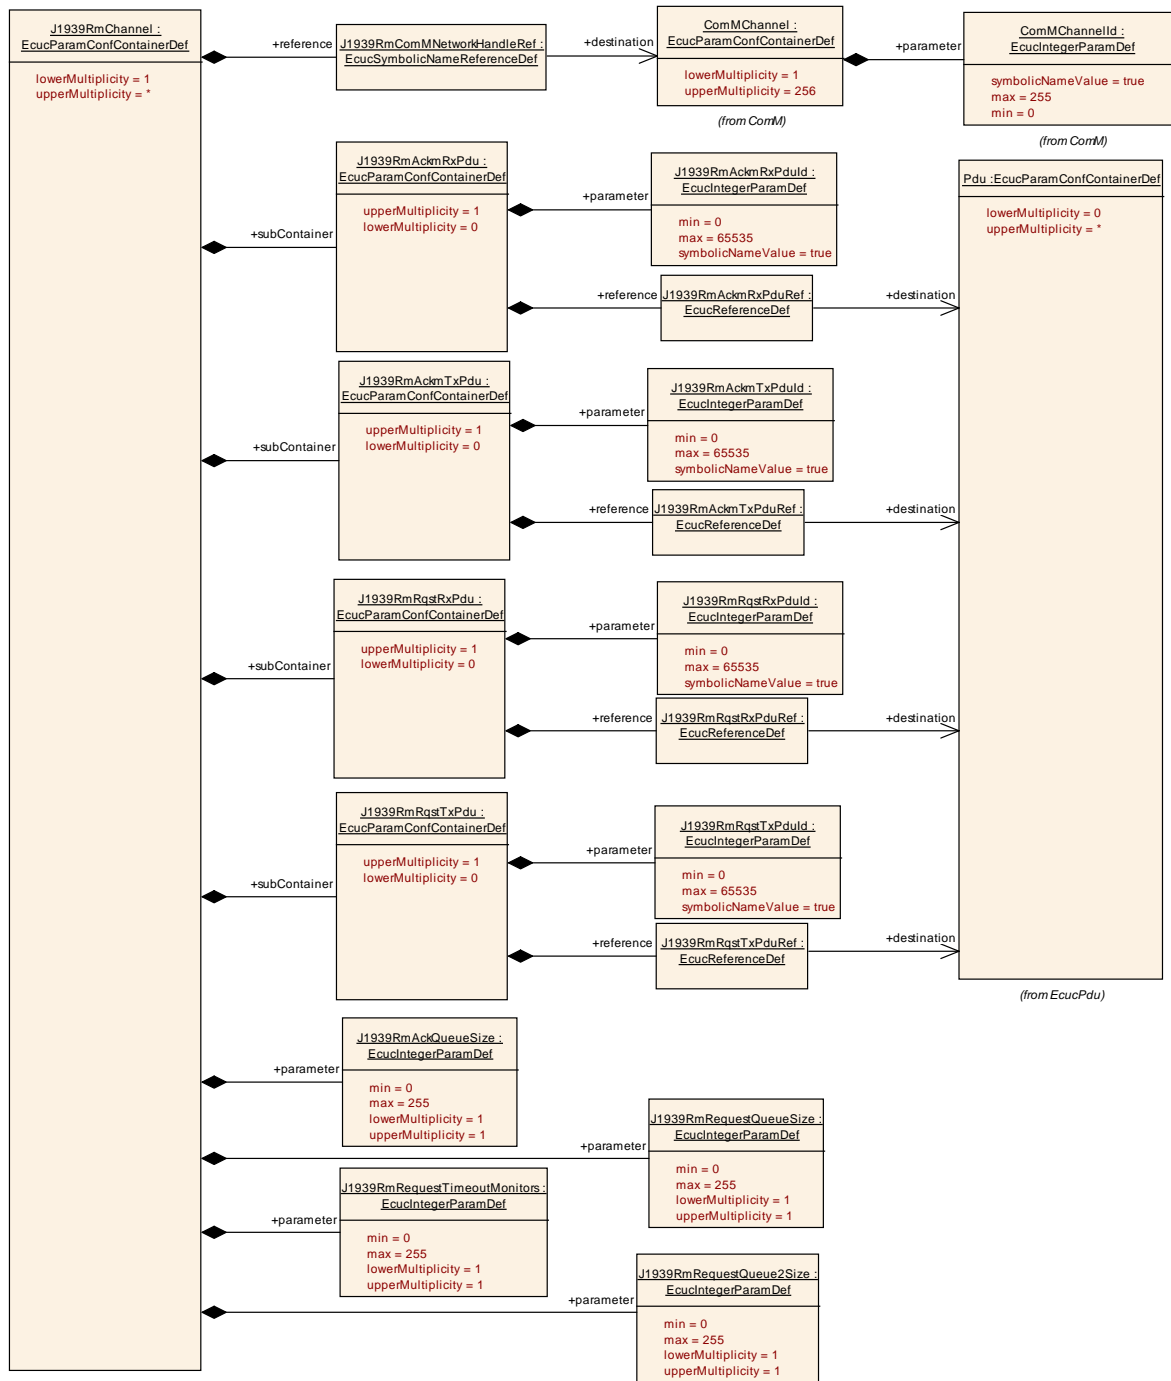 J1939RmChannel :
EcucParamConfContainerDef
lowerMultiplicity = 1
upperMultiplicity = *
+reference
J1939RmComMNetworkHandleRef :
EcucSymbolicNameReferenceDef
+destination
ComMChannel :
EcucParamConfContainerDef
lowerMultiplicity = 1
upperMultiplicity = 256
(from ComM)
+parameter
ComMChannelId :
EcucIntegerParamDef
symbolicNameValue = true
max = 255
min = 0
(from ComM)
+subContainer
J1939RmAckmRxPdu :
EcucParamConfContainerDef
upperMultiplicity = 1
lowerMultiplicity = 0
+parameter
J1939RmAckmRxPduId :
EcucIntegerParamDef
min = 0
max = 65535
symbolicNameValue = true
+reference
J1939RmAckmRxPduRef :
EcucReferenceDef
+destination
Pdu :EcucParamConfContainerDef
lowerMultiplicity = 0
upperMultiplicity = *
+subContainer
J1939RmAckmTxPdu :
EcucParamConfContainerDef
upperMultiplicity = 1
lowerMultiplicity = 0
+parameter
J1939RmAckmTxPduId :
EcucIntegerParamDef
min = 0
max = 65535
symbolicNameValue = true
+reference
J1939RmAckmTxPduRef :
EcucReferenceDef
+destination
+subContainer
J1939RmRqstRxPdu :
EcucParamConfContainerDef
upperMultiplicity = 1
lowerMultiplicity = 0
+parameter
J1939RmRqstRxPduId :
EcucIntegerParamDef
min = 0
max = 65535
symbolicNameValue = true
+reference
J1939RmRqstRxPduRef :
EcucReferenceDef
+destination
+subContainer
J1939RmRqstTxPdu :
EcucParamConfContainerDef
upperMultiplicity = 1
lowerMultiplicity = 0
+parameter
J1939RmRqstTxPduId :
EcucIntegerParamDef
min = 0
max = 65535
symbolicNameValue = true
+reference
J1939RmRqstTxPduRef :
EcucReferenceDef
+destination
(from EcucPdu)
+parameter
J1939RmAckQueueSize :
EcucIntegerParamDef
min = 0
max = 255
lowerMultiplicity = 1
upperMultiplicity = 1
+parameter
J1939RmRequestQueueSize :
EcucIntegerParamDef
min = 0
max = 255
lowerMultiplicity = 1
upperMultiplicity = 1
+parameter
J1939RmRequestTimeoutMonitors :
EcucIntegerParamDef
min = 0
max = 255
lowerMultiplicity = 1
upperMultiplicity = 1
+parameter
J1939RmRequestQueue2Size :
EcucIntegerParamDef
min = 0
max = 255
lowerMultiplicity = 1
upperMultiplicity = 1